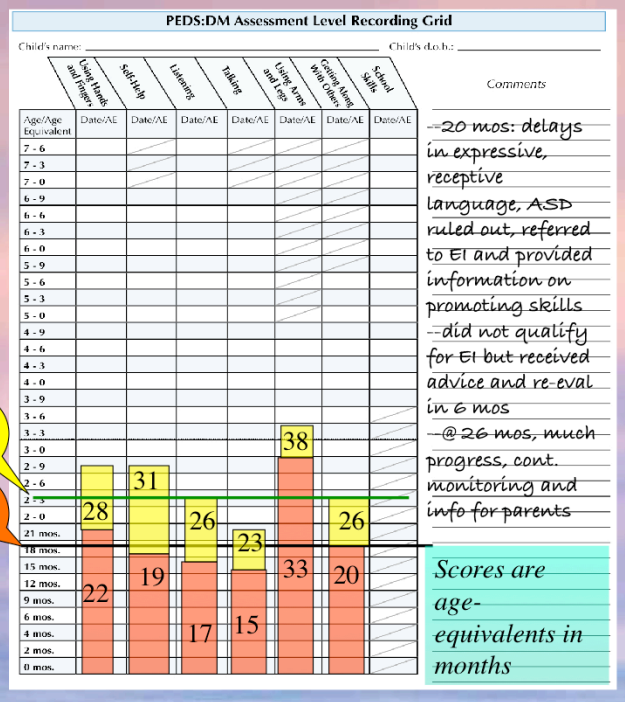 PEDS:DM Assessment Level Recording Grid
Child's name:
Child's d.o.b.:
Using Hands and Fingers
Self-Help
Listening
Talking
Using Arms and Legs
Getting Along With Others
School Skills
Comments
Age/Age Equivalent
Date/AE Date/AE Date/AE Date/AE Date/AE Date/AE Date/AE
7 - 6
7 - 3
7 - 0
6 - 9
6 - 6
6 - 3
6 - 0
5 - 9
5 - 6
5 - 3
5 - 0
4 - 9
4 - 6
4 - 3
4 - 0
3 - 9
3 - 6
3 - 3
3 - 0
2 - 9
2 - 6
2 - 3
2 - 0
21 mos.
18 mos.
15 mos.
12 mos.
9 mos.
6 mos.
4 mos.
2 mos.
0 mos.
28
31
26
23
38
26
22
19
17
15
33
20
--20 mos: delays
in expressive,
receptive
language, ASD
ruled out, referred
to EI and provided
information on
promoting skills
--did not qualify
for EI but received
advice and re-eval
in 6 mos
--@ 26 mos, much
progress, cont.
monitoring and
info for parents
Scores are
age-
equivalents in
months